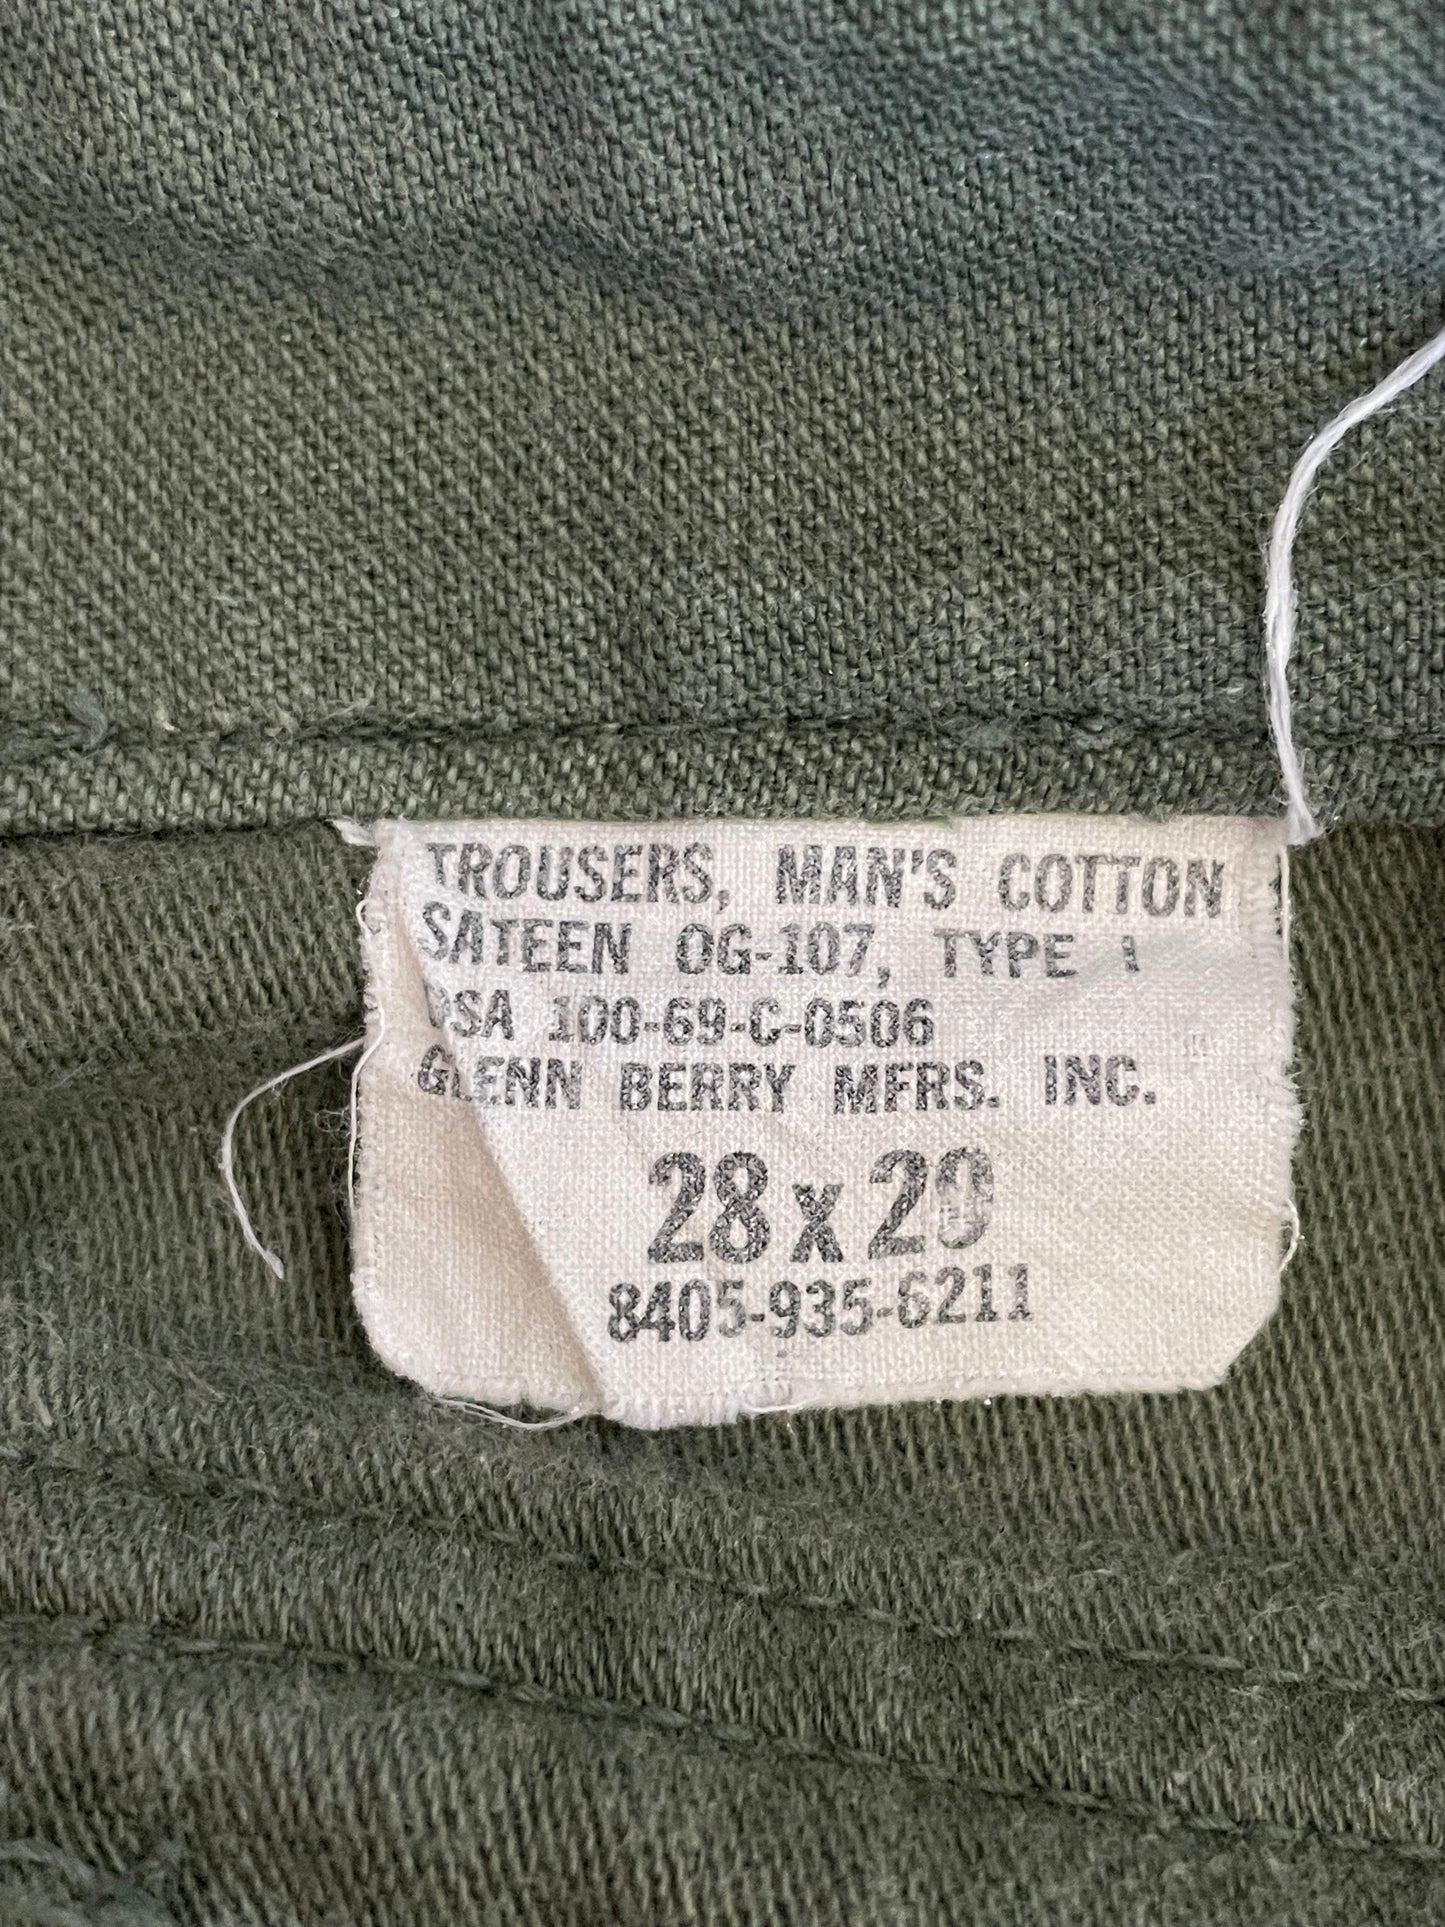 TROUSERS, MAN'S COTTON
SATEEN OG-107, TYPE I
DSA 100-69-C-0506
GLENN BERRY MFRS. INC.
28 x 29
8405-935-6211